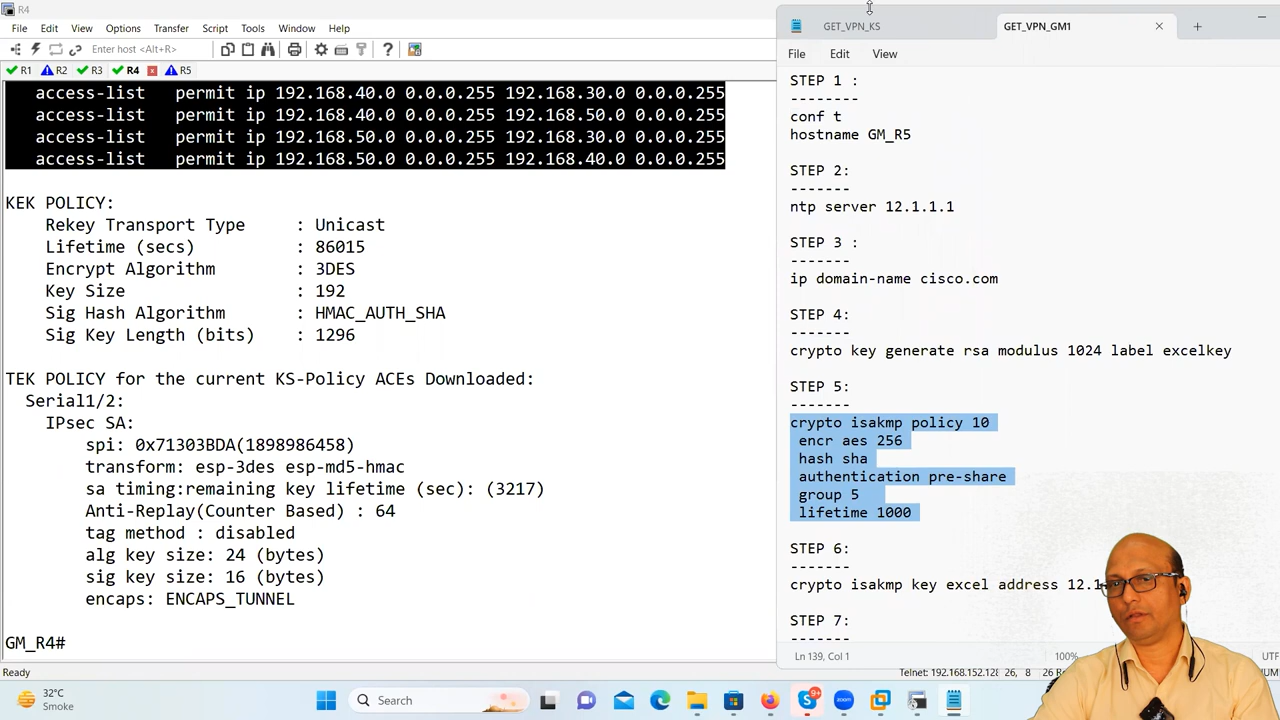 R4
File Edit View Options Transfer Script Tools Window Help
Enter host <Alt+R>
R1 R2 R3 R4 R5
access-list permit ip 192.168.40.0 0.0.0.255 192.168.30.0 0.0.0.255
access-list permit ip 192.168.40.0 0.0.0.255 192.168.50.0 0.0.0.255
access-list permit ip 192.168.50.0 0.0.0.255 192.168.30.0 0.0.0.255
access-list permit ip 192.168.50.0 0.0.0.255 192.168.40.0 0.0.0.255
KEK POLICY:
Rekey Transport Type : Unicast
Lifetime (secs) : 86015
Encrypt Algorithm : 3DES
Key Size : 192
Sig Hash Algorithm : HMAC_AUTH_SHA
Sig Key Length (bits) : 1296
TEK POLICY for the current KS-Policy ACEs Downloaded:
Serial1/2:
IPsec SA:
spi: 0x71303BDA(1898986458)
transform: esp-3des esp-md5-hmac
sa timing:remaining key lifetime (sec): (3217)
Anti-Replay(Counter Based) : 64
tag method : disabled
alg key size: 24 (bytes)
sig key size: 16 (bytes)
encaps: ENCAPS_TUNNEL
GM_R4#
Ready
GET_VPN_KS GET_VPN_GM1
File Edit View
STEP 1 :
--------
conf t
hostname GM_R5
STEP 2:
-------
ntp server 12.1.1.1
STEP 3 :
-------
ip domain-name cisco.com
STEP 4:
-------
crypto key generate rsa modulus 1024 label excelkey
STEP 5:
-------
crypto isakmp policy 10
encr aes 256
hash sha
authentication pre-share
group 5
lifetime 1000
STEP 6:
-------
crypto isakmp key excel address 12.1
STEP 7:
-------
Ln 139, Col 1 100% UTF
Telnet: 192.168.152.128 26, 8 26 R
32°C
Smoke
Search
9+